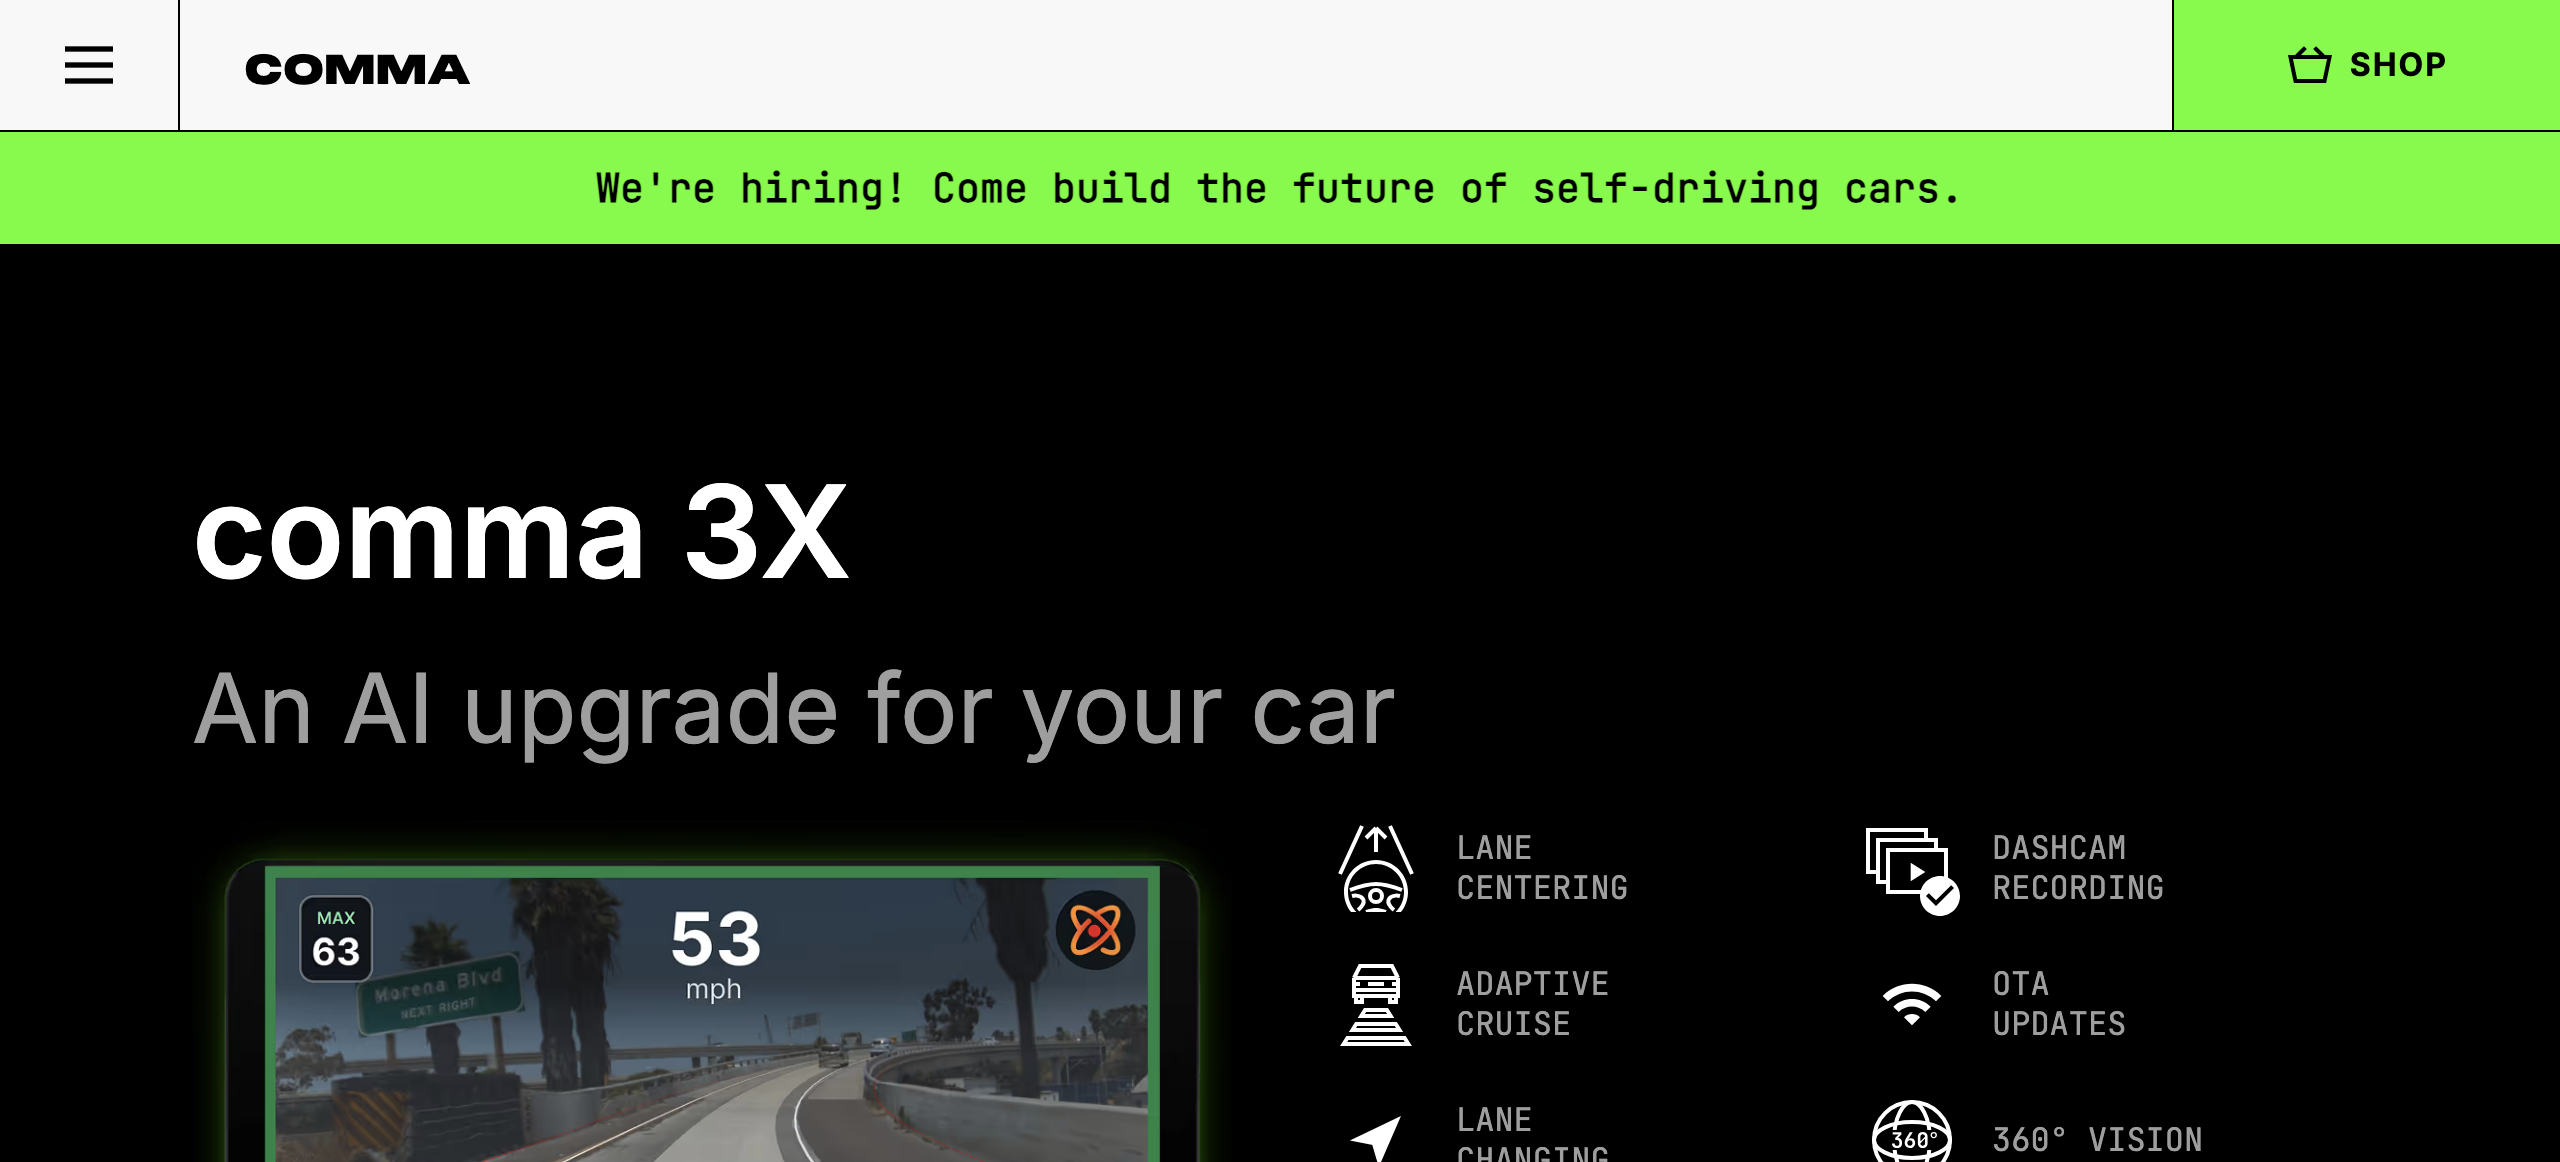 COMMA
SHOP
We're hiring! Come build the future of self-driving cars.
comma 3X
An AI upgrade for your car
MAX
63
53
mph
Morena Blvd
NEXT RIGHT
LANE
CENTERING
DASHCAM
RECORDING
ADAPTIVE
CRUISE
OTA
UPDATES
LANE
CHANGING
360°
360° VISION